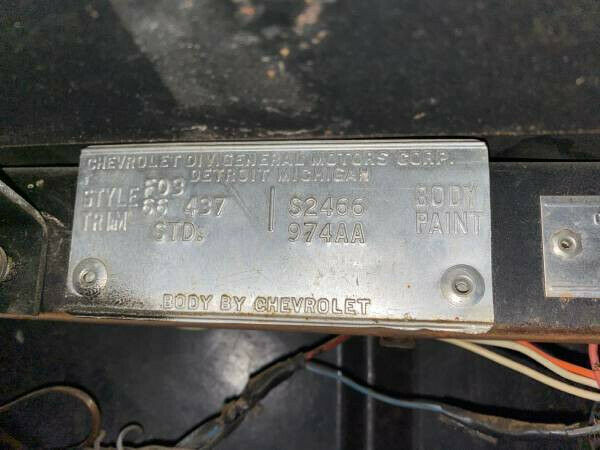 CHEVROLET DIV. GENERAL MOTORS CORP.
DETROIT MICHIGAN
F03
STYLE 66 437 S2466 BODY
TRIM STD. 974AA PAINT
BODY BY CHEVROLET